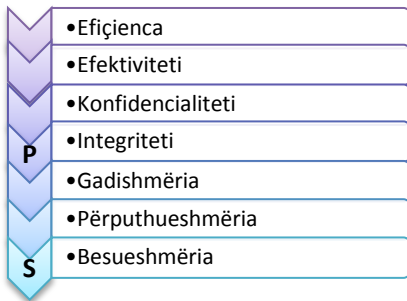 •Efiçienca
•Efektiviteti
•Konfidencialiteti
P
•Integriteti
•Gadishmëria
•Përputhueshmëria
S
•Besueshmëria